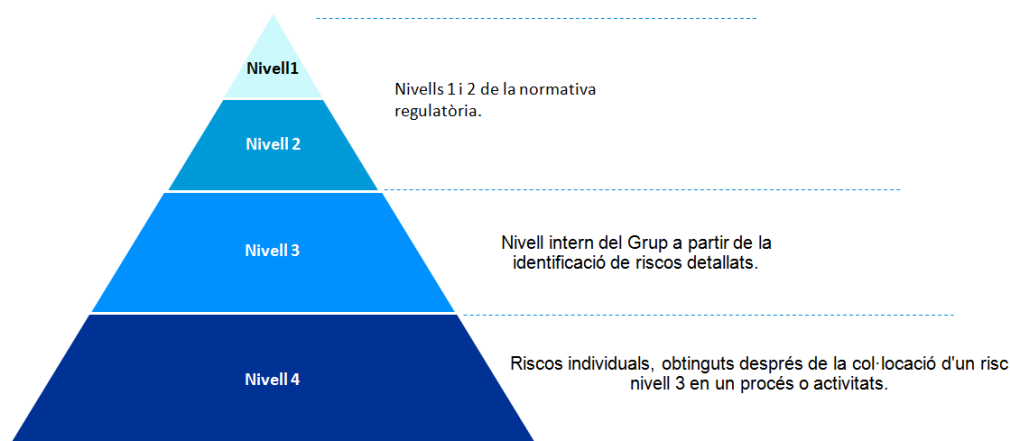 Nivell1
Nivells 1 i 2 de la normativa
regulatòria.
Nivell 2
Nivell 3
Nivell intern del Grup a partir de la
identificació de riscos detallats.
Nivell 4
Riscos individuals, obtinguts després de la col·locació d'un risc
nivell 3 en un procés o activitats.